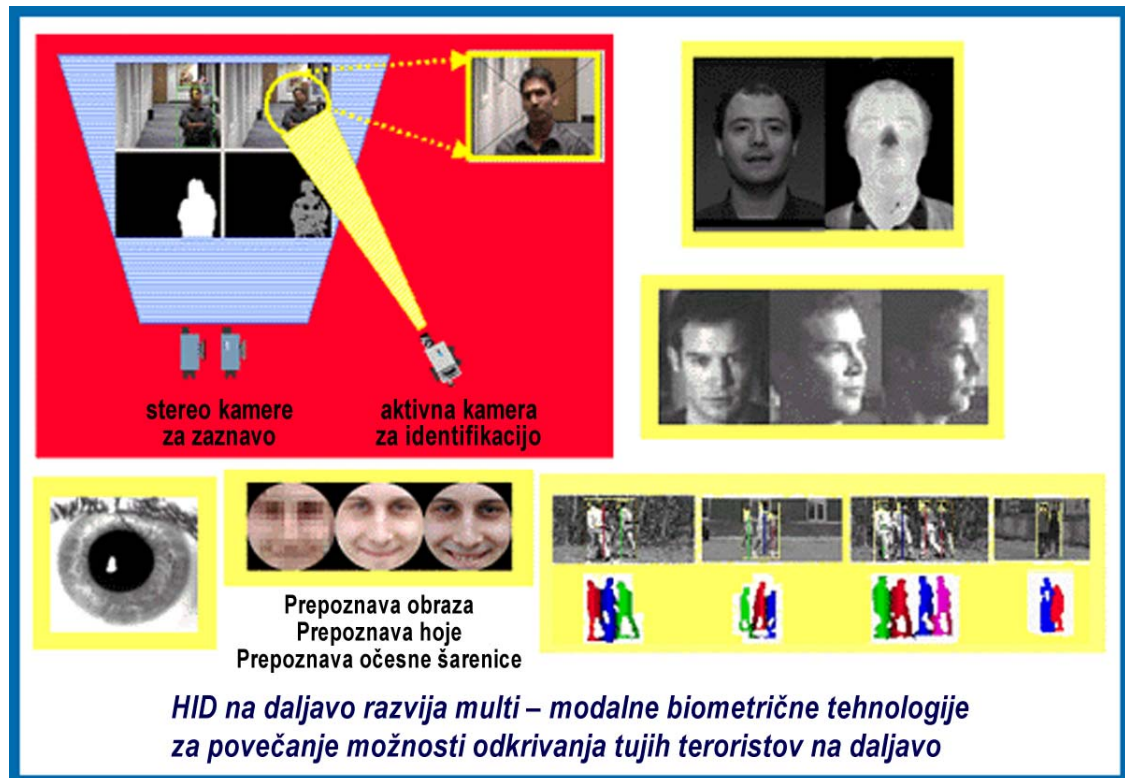 stereo kamere
za zaznavo
aktivna kamera
za identifikacijo
Prepoznava obraza
Prepoznava hoje
Prepoznava očesne šarenice
HID na daljavo razvija multi – modalne biometrične tehnologije
za povečanje možnosti odkrivanja tujih teroristov na daljavo